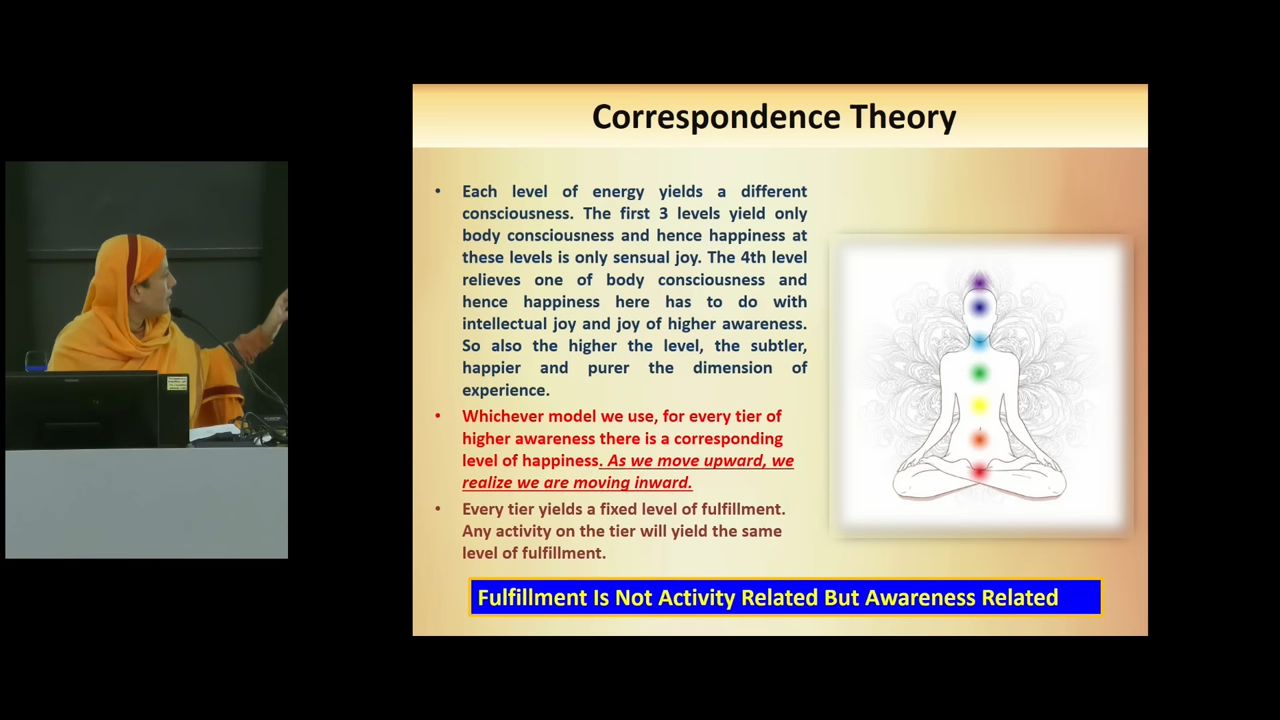 Correspondence Theory
• Each level of energy yields a different
consciousness. The first 3 levels yield only
body consciousness and hence happiness at
these levels is only sensual joy. The 4th level
relieves one of body consciousness and
hence happiness here has to do with
intellectual joy and joy of higher awareness.
So also the higher the level, the subtler,
happier and purer the dimension of
experience.
• Whichever model we use, for every tier of
higher awareness there is a corresponding
level of happiness. As we move upward, we
realize we are moving inward.
• Every tier yields a fixed level of fulfillment.
Any activity on the tier will yield the same
level of fulfillment.
Fulfillment Is Not Activity Related But Awareness Related